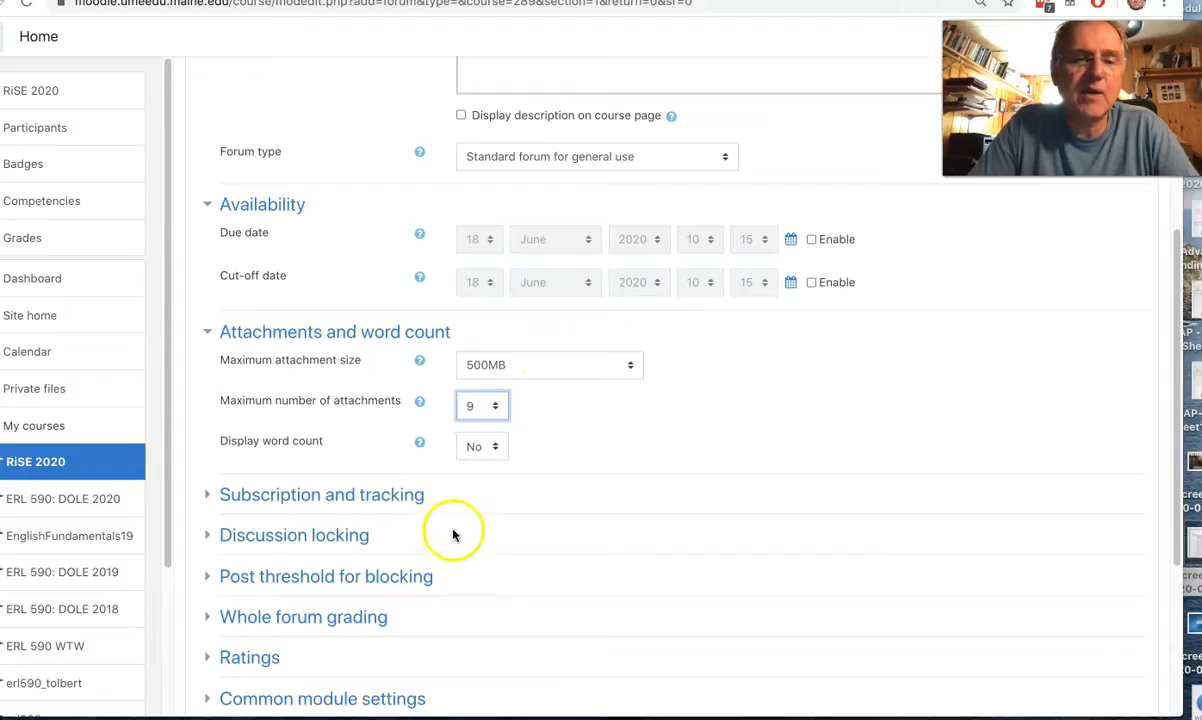 moodle.umeedu.maine.edu/course/modedit.php?add=forum&type=&course=289&section=1&return=0&sr=0
7
Home
RiSE 2020
Participants
Badges
Competencies
Grades
Dashboard
Site home
Calendar
Private files
My courses
RiSE 2020
ERL 590: DOLE 2020
EnglishFundamentals19
ERL 590: DOLE 2019
ERL 590: DOLE 2018
ERL 590 WTW
erl590_tolbert
Display description on course page
Forum type
Standard forum for general use
Availability
Due date
18 June 2020 10 15 Enable
Cut-off date
18 June 2020 10 15 Enable
Attachments and word count
Maximum attachment size
500MB
Maximum number of attachments
9
Display word count
No
Subscription and tracking
Discussion locking
Post threshold for blocking
Whole forum grading
Ratings
Common module settings